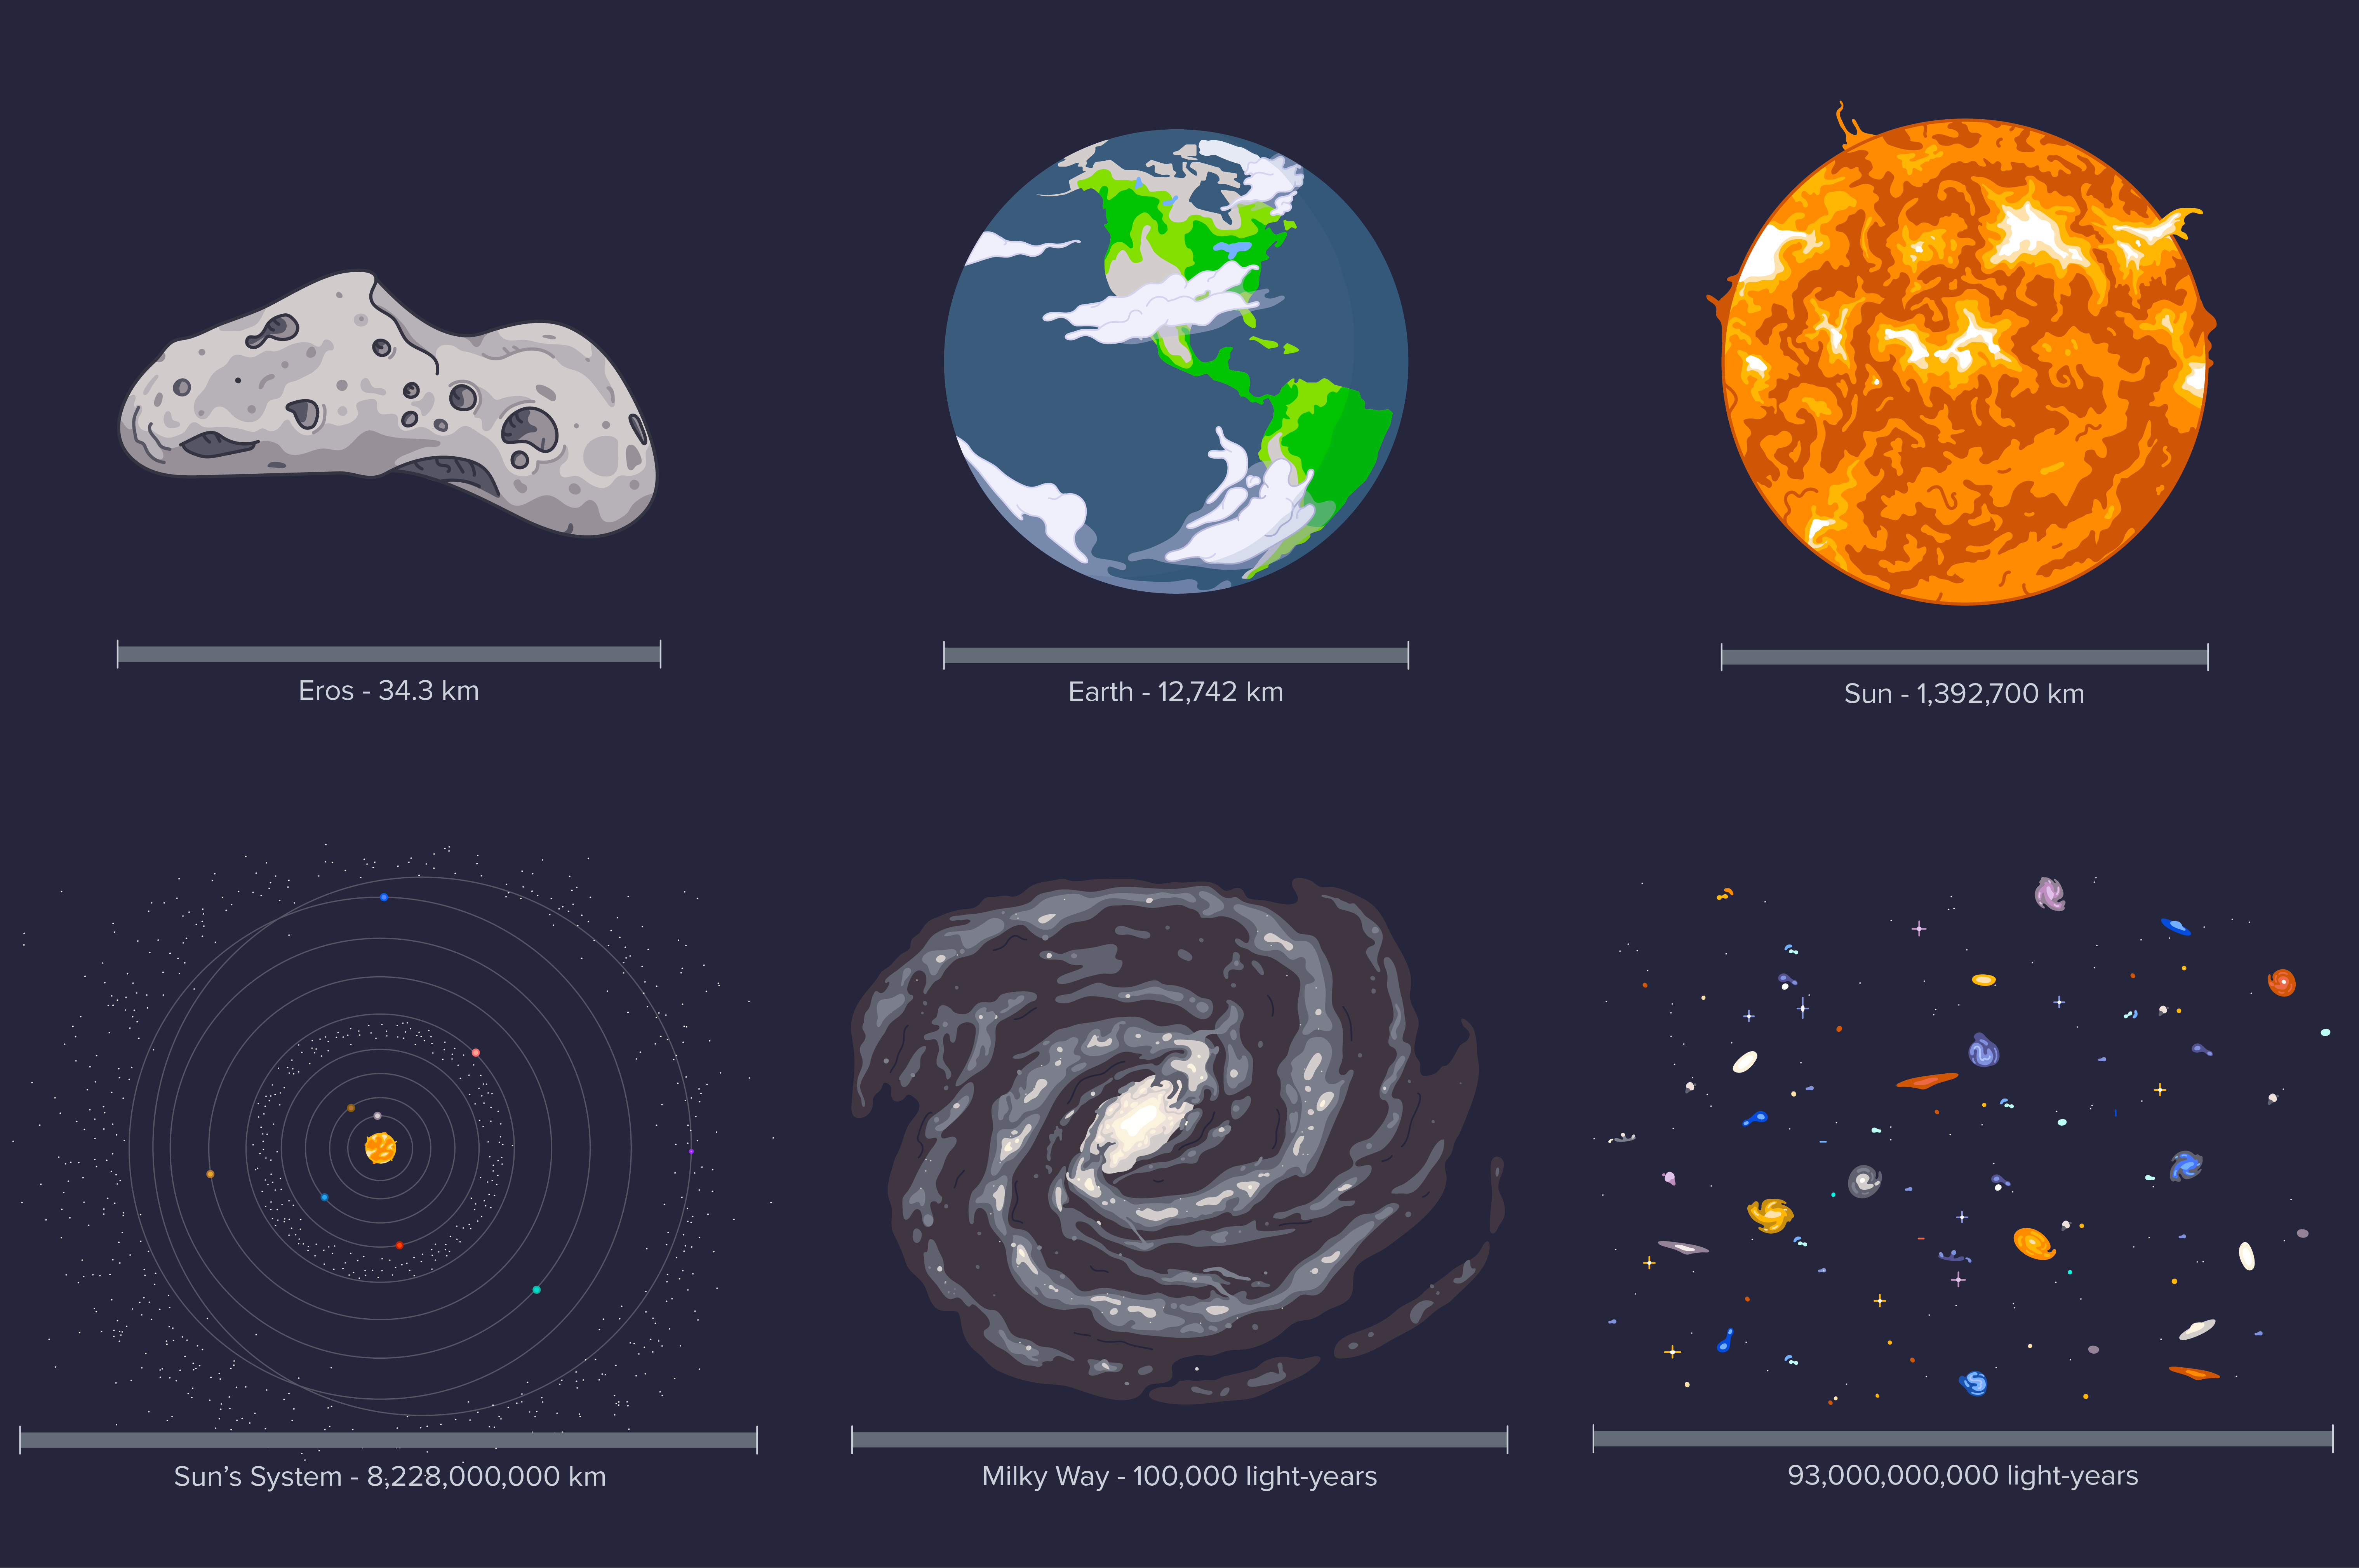 Eros - 34.3 km
Earth - 12,742 km
Sun - 1,392,700 km
Sun's System - 8,228,000,000 km
Milky Way - 100,000 light-years
93,000,000,000 light-years